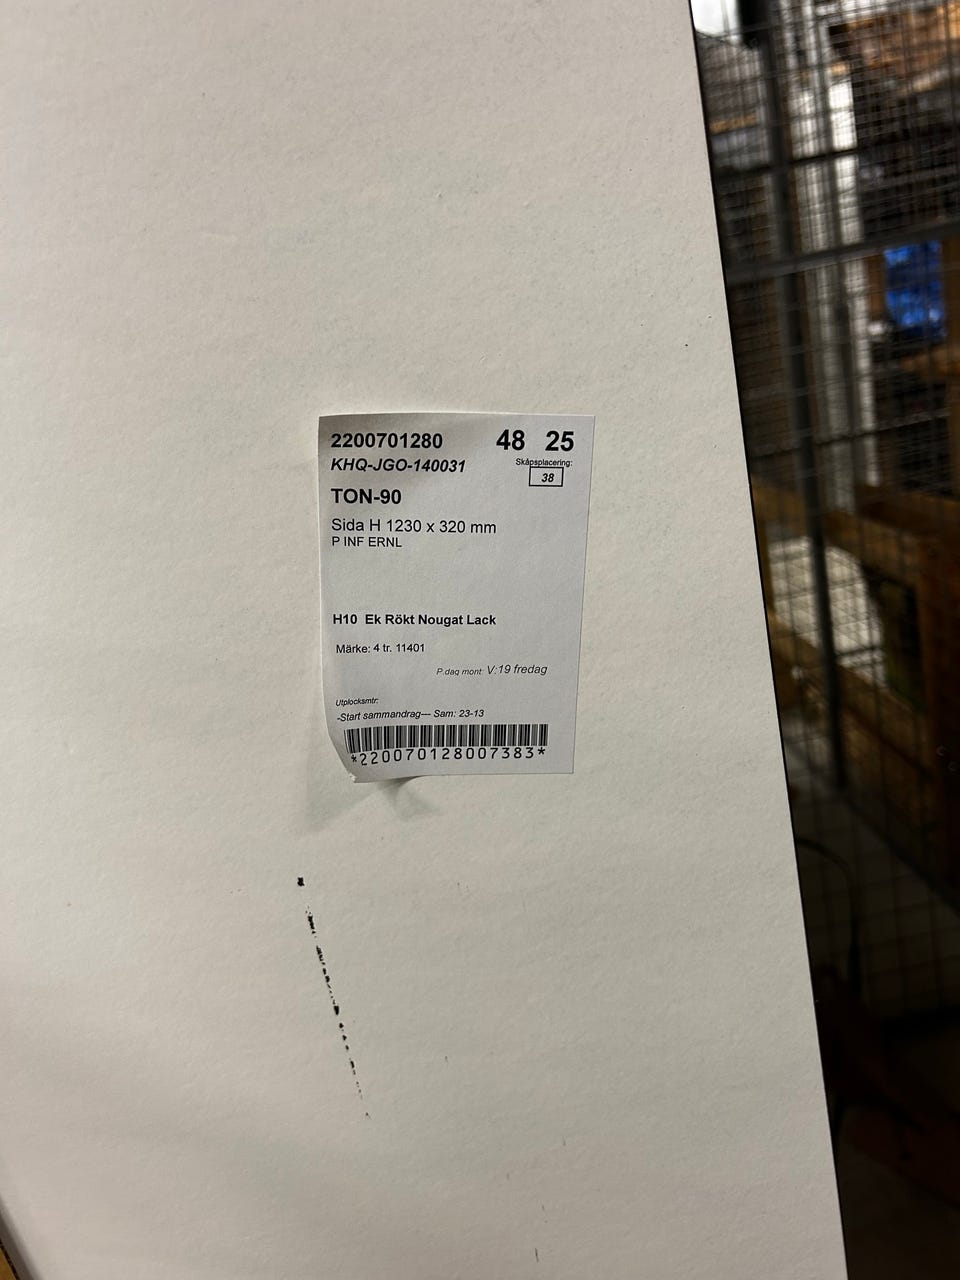 2200701280 48 25
KHQ-JGO-140031 Skåpsplacering:
38
TON-90
Sida H 1230 x 320 mm
P INF ERNL
H10 Ek Rökt Nougat Lack
Märke: 4 tr. 11401
P.dag mont: V:19 fredag
Utplocksmtr:
-Start sammandrag--- Sam: 23-13
*220070128007383*